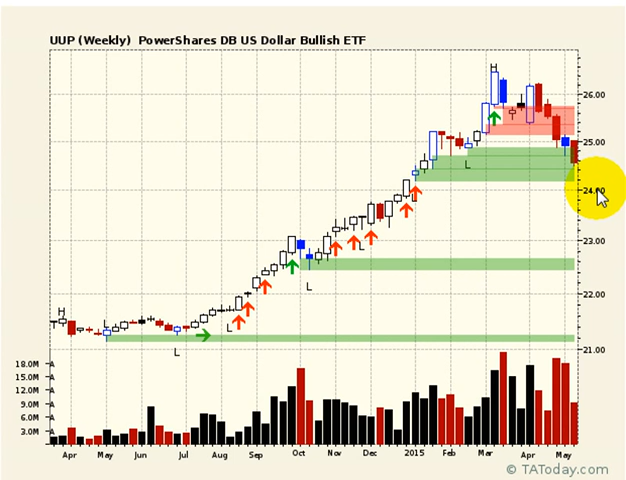 UUP (Weekly)  PowerShares DB US Dollar Bullish ETF
H
26.00
25.00
L
24.00
L
23.00
L
L
22.00
H
L
L
L
21.00
18.0M A
15.0M A
12.0M A
9.0M A
6.0M A
3.0M A
Apr May Jun Jul Aug Sep Oct Nov Dec 2015 Feb Mar Apr May
© TAToday.com